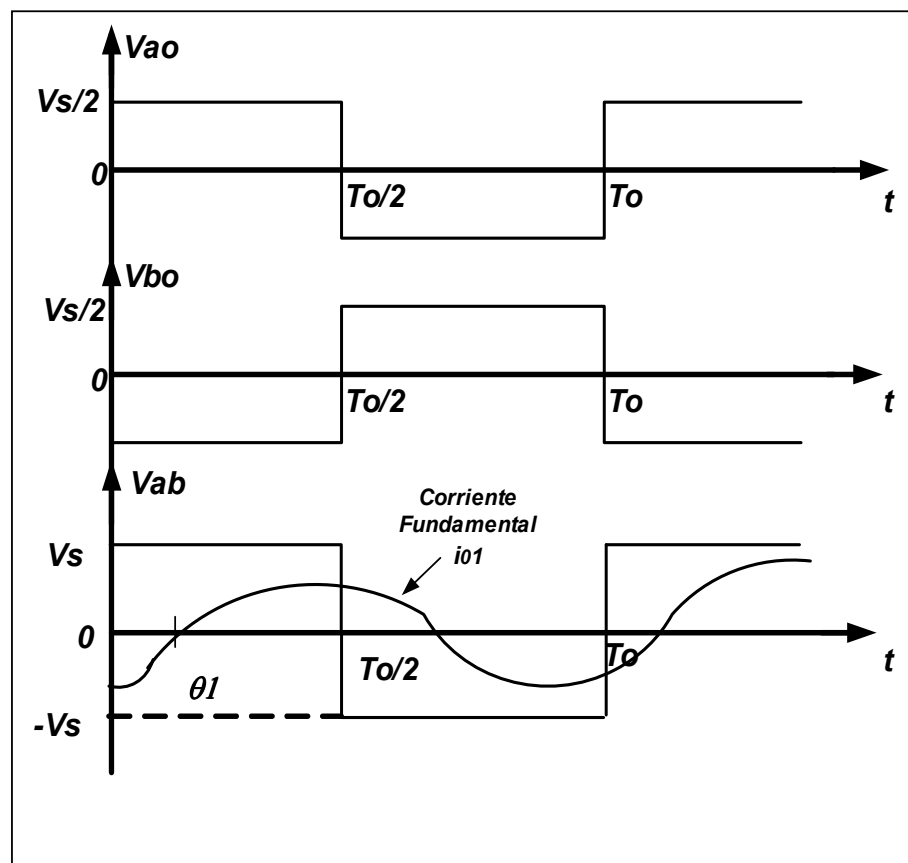 Vao
Vs/2
0
To/2
To
t
Vbo
Vs/2
0
To/2
To
t
Vab
Corriente
Fundamental
i01
Vs
0
To/2
To
t
θ1
-Vs